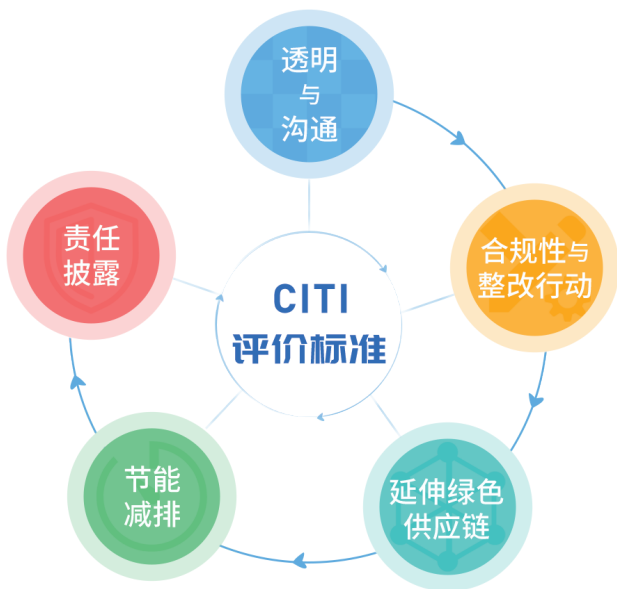 透明
与
沟通
合规性与
整改行动
延伸绿色
供应链
节能
减排
责任
披露
CITI
评价标准